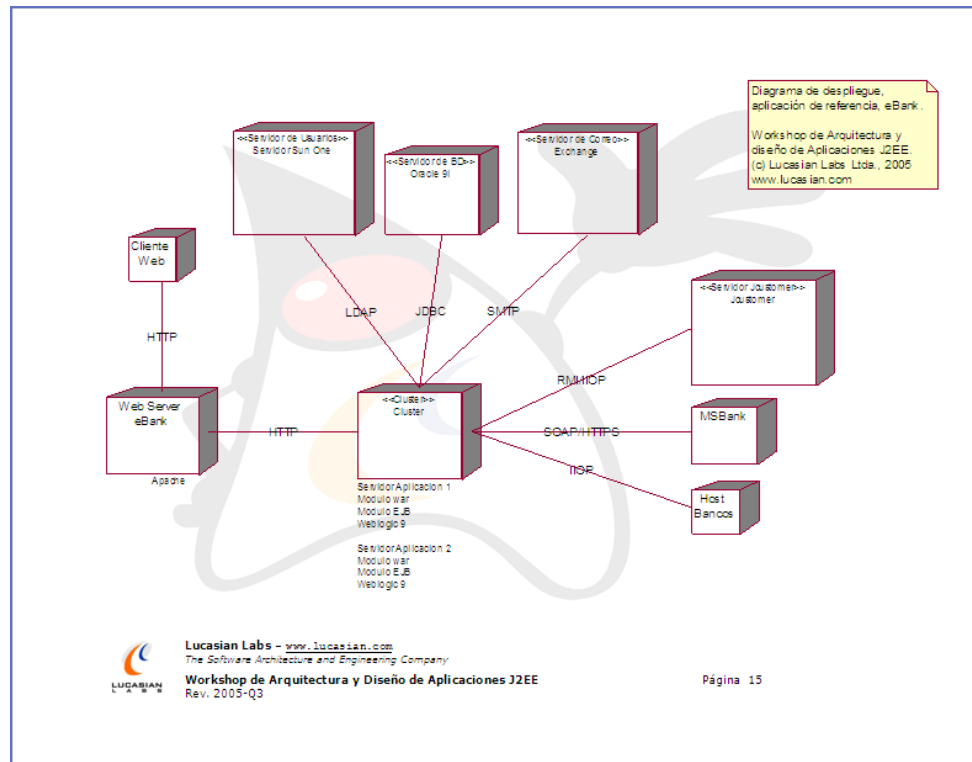 Diagrama de despliegue,
aplicación de referencia, eBank.
Workshop de Arquitectura y
diseño de Aplicaciones J2EE.
(c) Lucasian Labs Ltda., 2005
www.lucasian.com
<<Servidor de Usuarios>>
Servidor Sun One
<<Servidor de BD>>
Oracle 9i
<<Servidor de Correo>>
Exchange
Cliente
Web
<<Servidor Jcustomer>>
Jcustomer
LDAP
JDBC
SMTP
HTTP
RMI/IIOP
Web Server
eBank
<<Cluster>>
Cluster
MSBank
HTTP
SOAP/HTTPS
IIOP
Apache
Host
Bancos
Servidor Aplicacion 1
Modulo war
Modulo EJB
Weblogic 9
Servidor Aplicacion 2
Modulo war
Modulo EJB
Weblogic 9
LUCASIAN
LABS
Lucasian Labs – www.lucasian.com
The Software Architecture and Engineering Company
Workshop de Arquitectura y Diseño de Aplicaciones J2EE
Rev. 2005-Q3
Página 15